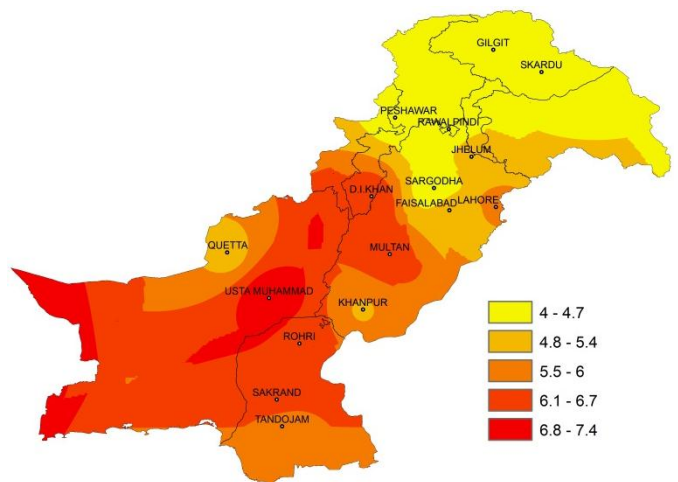 GILGIT
SKARDU
PESHAWAR
RAWALPINDI
JHELUM
SARGODHA
D.I.KHAN
FAISALABAD
LAHORE
QUETTA
MULTAN
USTA MUHAMMAD
KHANPUR
ROHRI
SAKRAND
TANDOJAM
4 - 4.7
4.8 - 5.4
5.5 - 6
6.1 - 6.7
6.8 - 7.4